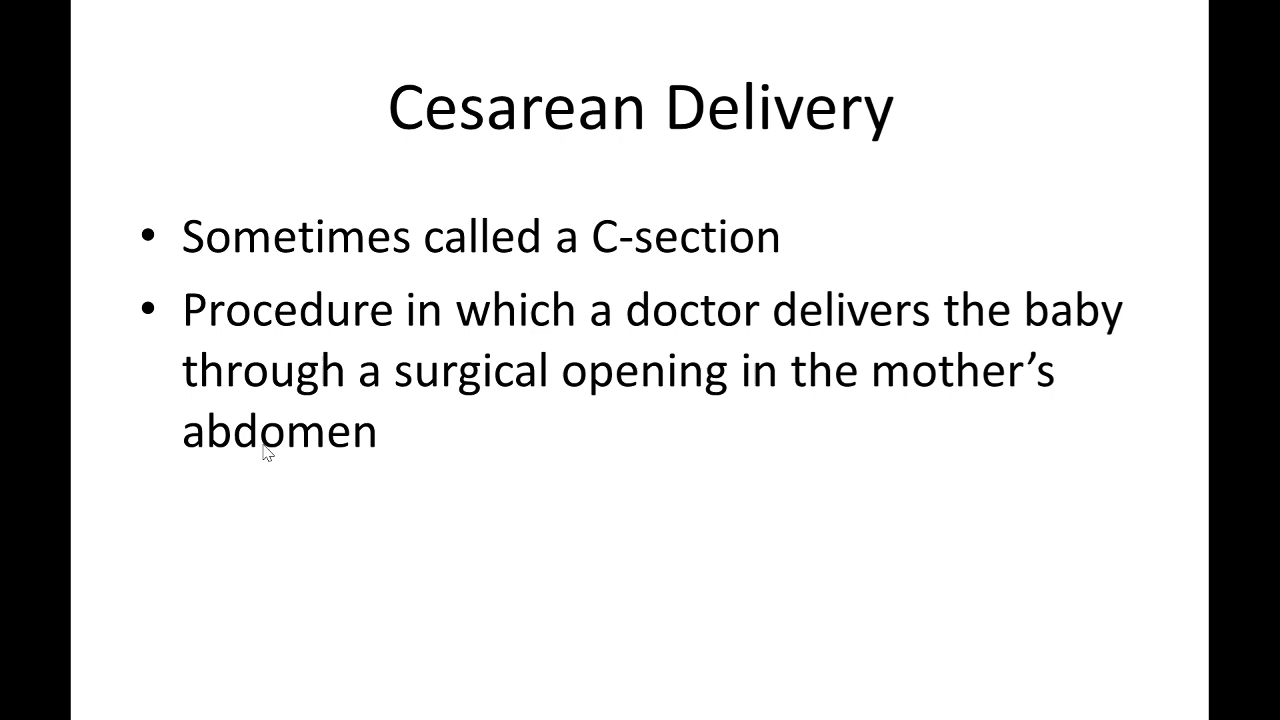 Cesarean Delivery
• Sometimes called a C-section
• Procedure in which a doctor delivers the baby
through a surgical opening in the mother’s
abdomen